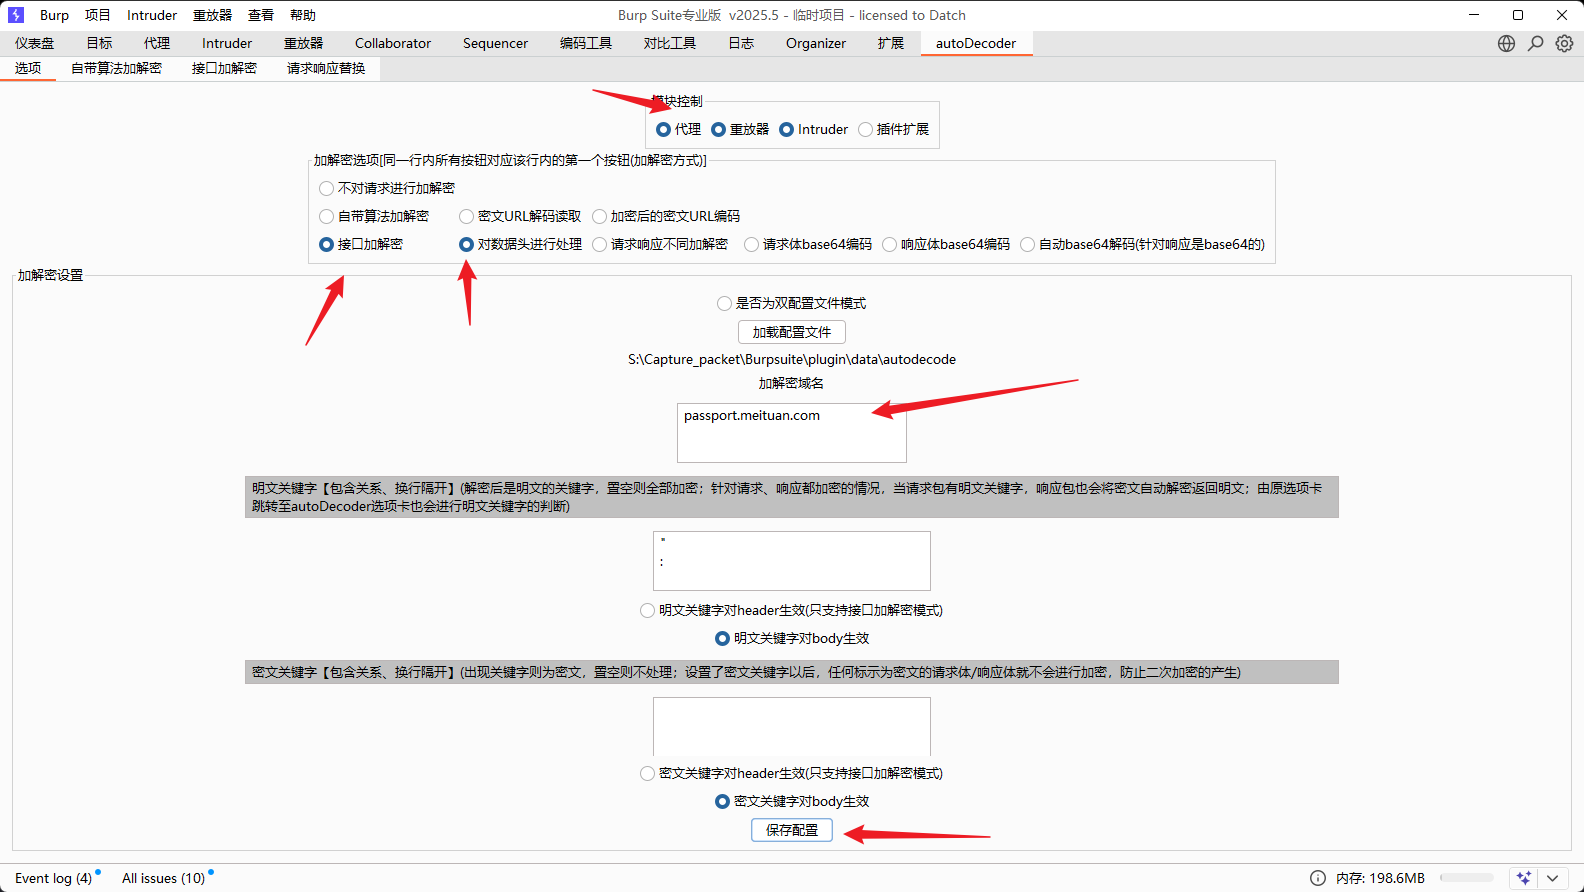 Burp 项目 Intruder 重放器 查看 帮助 Burp Suite专业版 v2025.5 - 临时项目 - licensed to Datch
仪表盘 目标 代理 Intruder 重放器 Collaborator Sequencer 编码工具 对比工具 日志 Organizer 扩展 autoDecoder
选项 自带算法加解密 接口加解密 请求响应替换
模块控制
代理 重放器 Intruder 插件扩展
加解密选项[同一行内所有按钮对应该行内的第一个按钮(加解密方式)]
不对请求进行加解密
自带算法加解密 密文URL解码读取 加密后的密文URL编码
接口加解密 对数据头进行处理 请求响应不同加解密 请求体base64编码 响应体base64编码 自动base64解码(针对响应是base64的)
加解密设置
是否为双配置文件模式
加载配置文件
S:\Capture_packet\Burpsuite\plugin\data\autodecode
加解密域名
passport.meituan.com
明文关键字【包含关系、换行隔开】(解密后是明文的关键字，置空则全部加密；针对请求、响应都加密的情况，当请求包有明文关键字，响应包也会将密文自动解密返回明文；由原选项卡
跳转至autoDecoder选项卡也会进行明文关键字的判断)
"
:
明文关键字对header生效(只支持接口加解密模式)
明文关键字对body生效
密文关键字【包含关系、换行隔开】(出现关键字则为密文，置空则不处理；设置了密文关键字以后，任何标示为密文的请求体/响应体就不会进行加密，防止二次加密的产生)
密文关键字对header生效(只支持接口加解密模式)
密文关键字对body生效
保存配置
Event log (4) All issues (10) 内存: 198.6MB